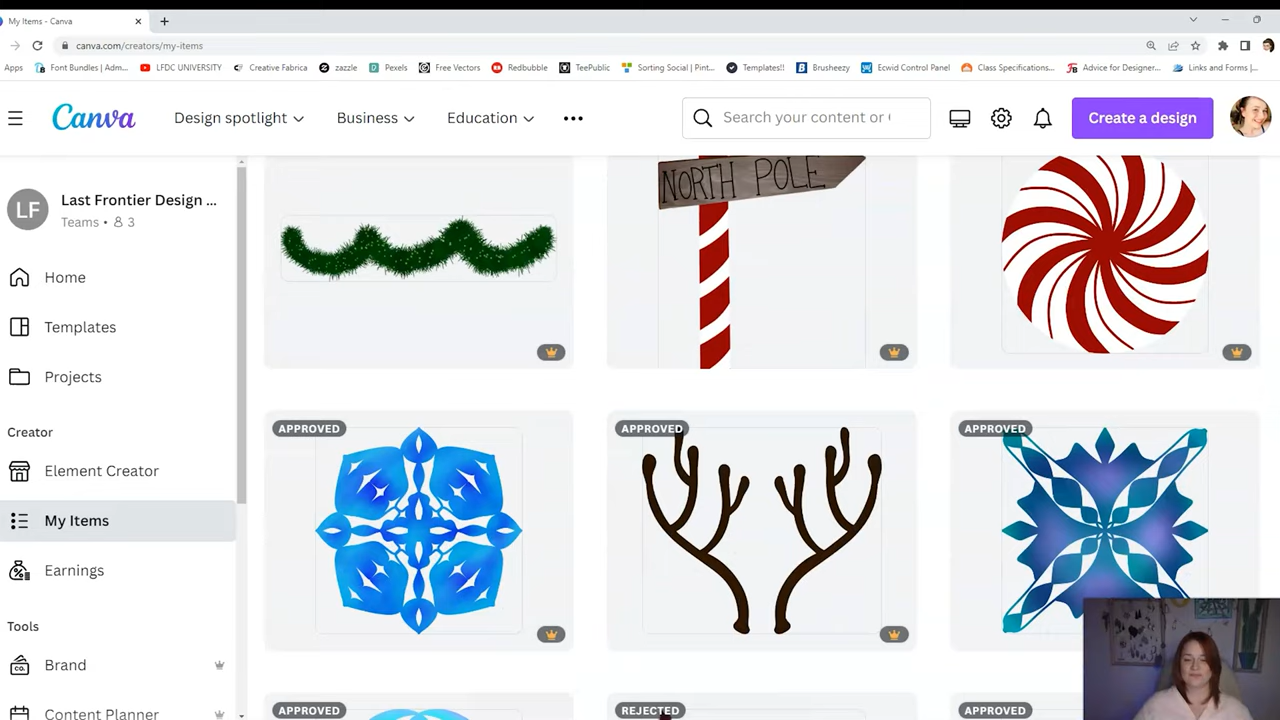 My Items - Canva
canva.com/creators/my-items
Apps
Font Bundles | Adm...
LFDC UNIVERSITY
Creative Fabrica
zazzle
Pexels
Free Vectors
Redbubble
TeePublic
Sorting Social | Pint...
Templates!!
Brusheezy
Ecwid Control Panel
Class Specifications...
Advice for Designer...
Links and Forms |...
Canva
Design spotlight
Business
Education
Search your content or
Create a design
LF
Last Frontier Design ...
Teams • 3
Home
Templates
Projects
Creator
Element Creator
My Items
Earnings
Tools
Brand
Content Planner
NORTH POLE
APPROVED
APPROVED
APPROVED
APPROVED
REJECTED
APPROVED